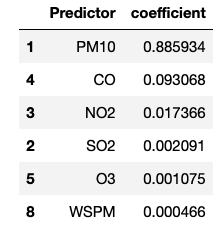 Predictor coefficient
1 PM10 0.885934
4 CO 0.093068
3 NO2 0.017366
2 SO2 0.002091
5 O3 0.001075
8 WSPM 0.000466